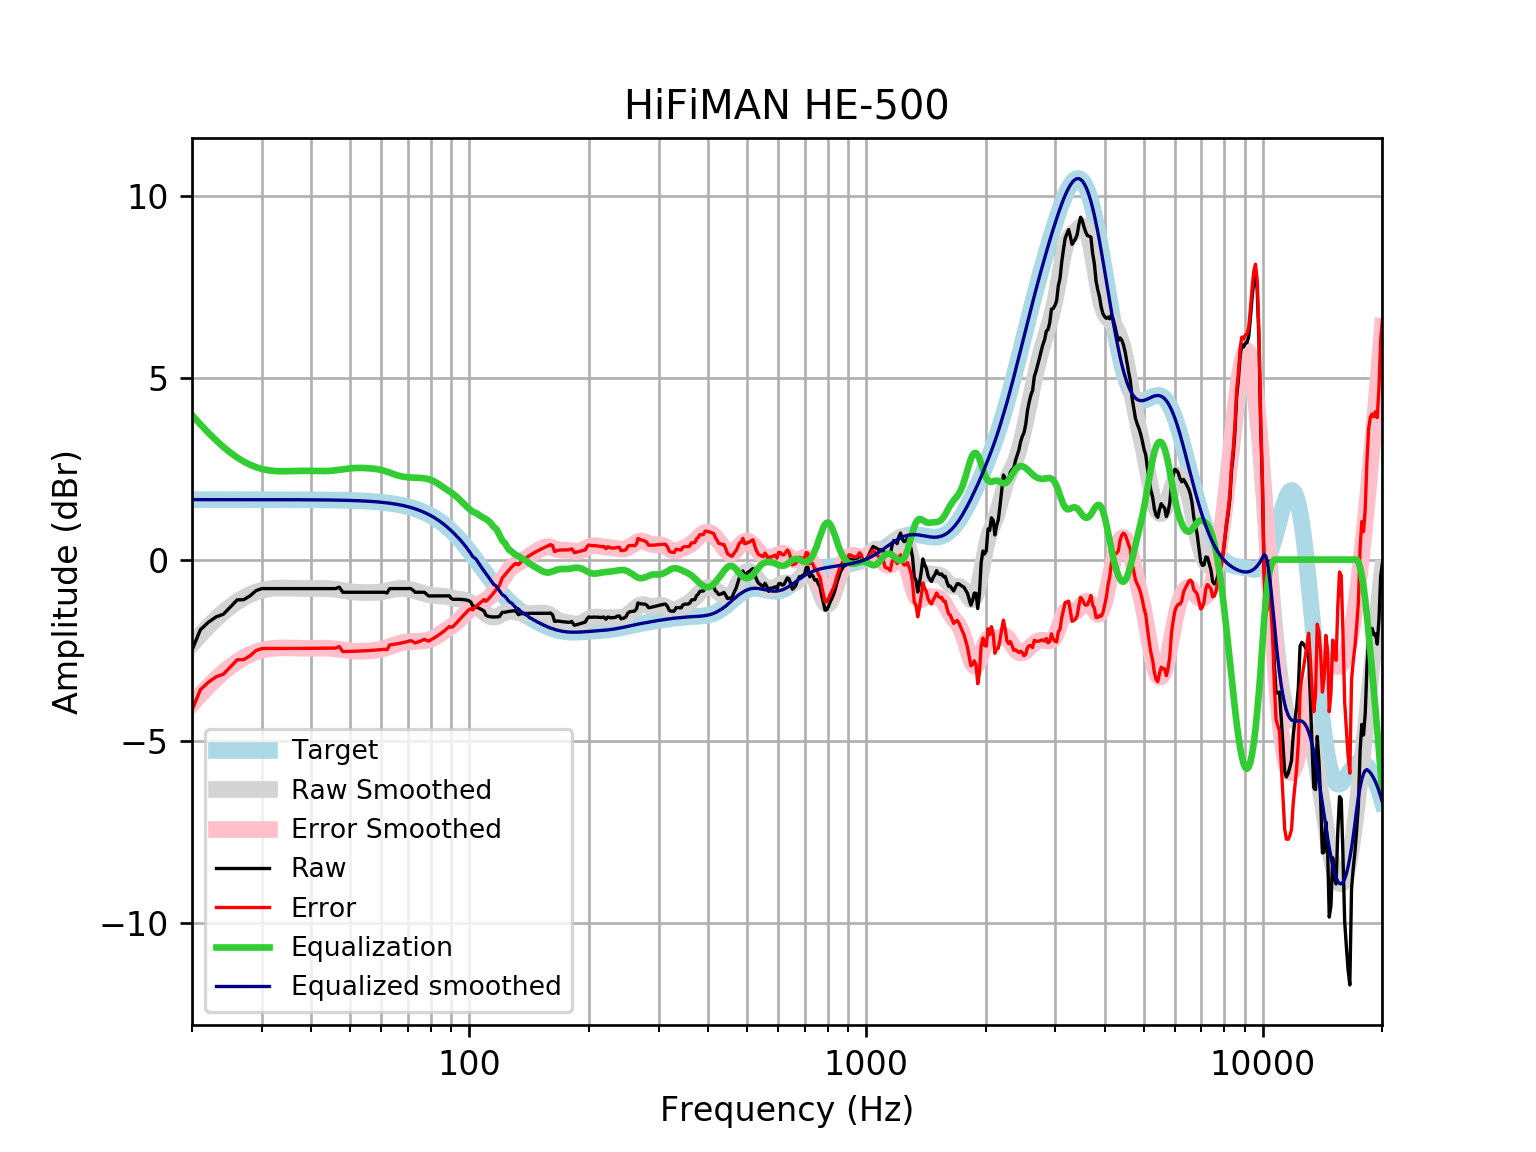 HiFiMAN HE-500
10
5
0
−5
−10
Amplitude (dBr)
Target
Raw Smoothed
Error Smoothed
Raw
Error
Equalization
Equalized smoothed
100 1000 10000
Frequency (Hz)